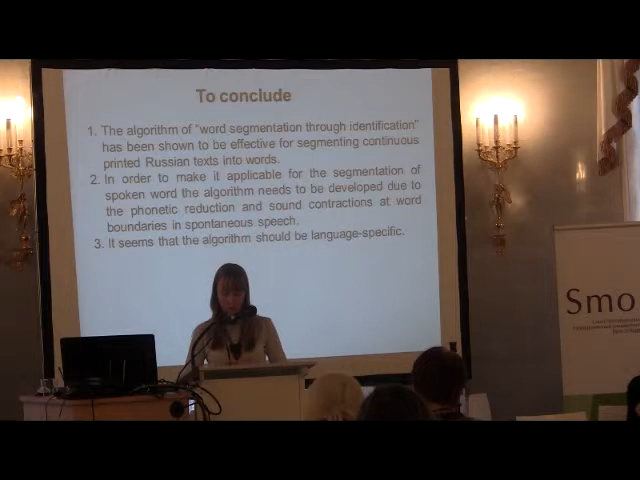 To conclude
1. The algorithm of "word segmentation through identification"
has been shown to be effective for segmenting continuous
printed Russian texts into words.
2. In order to make it applicable for the segmentation of
spoken word the algorithm needs to be developed due to
the phonetic reduction and sound contractions at word
boundaries in spontaneous speech.
3. It seems that the algorithm should be language-specific.
Smo